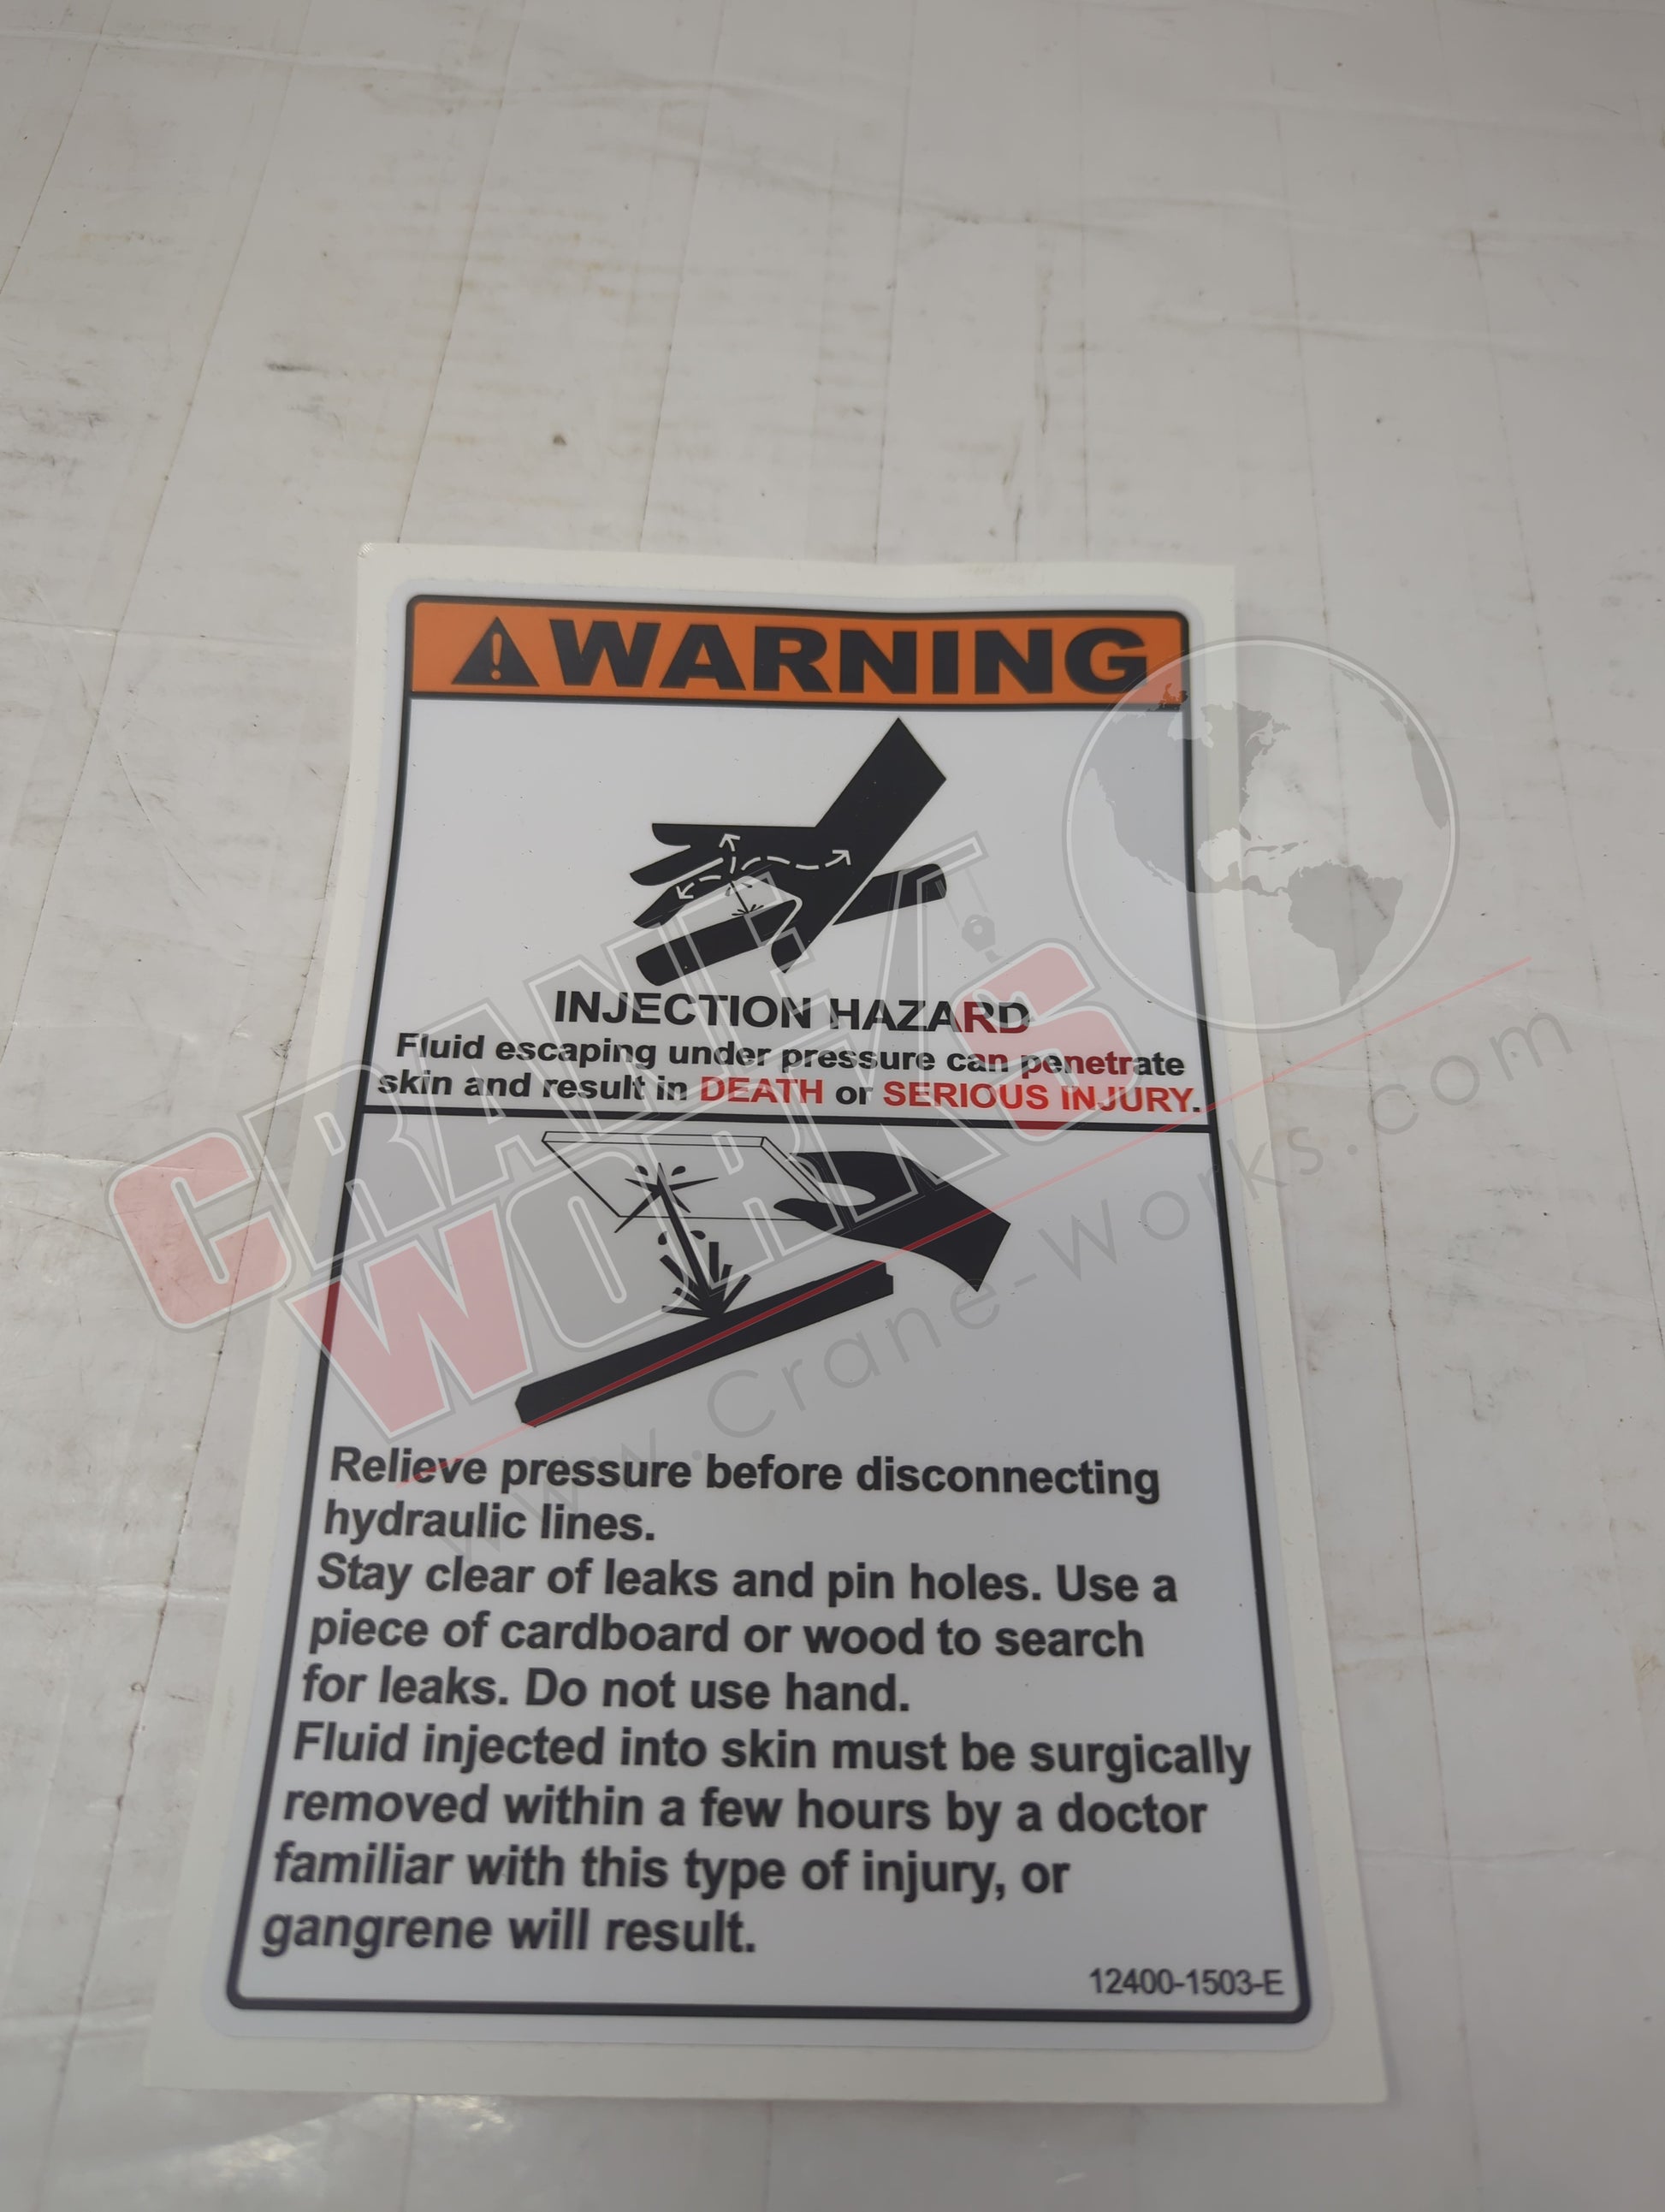 WARNING
INJECTION HAZARD
Fluid escaping under pressure can penetrate
skin and result in DEATH or SERIOUS INJURY.
CRANE
WORKS
www.Crane-Works.com
Relieve pressure before disconnecting
hydraulic lines.
Stay clear of leaks and pin holes. Use a
piece of cardboard or wood to search
for leaks. Do not use hand.
Fluid injected into skin must be surgically
removed within a few hours by a doctor
familiar with this type of injury, or
gangrene will result.
12400-1503-E